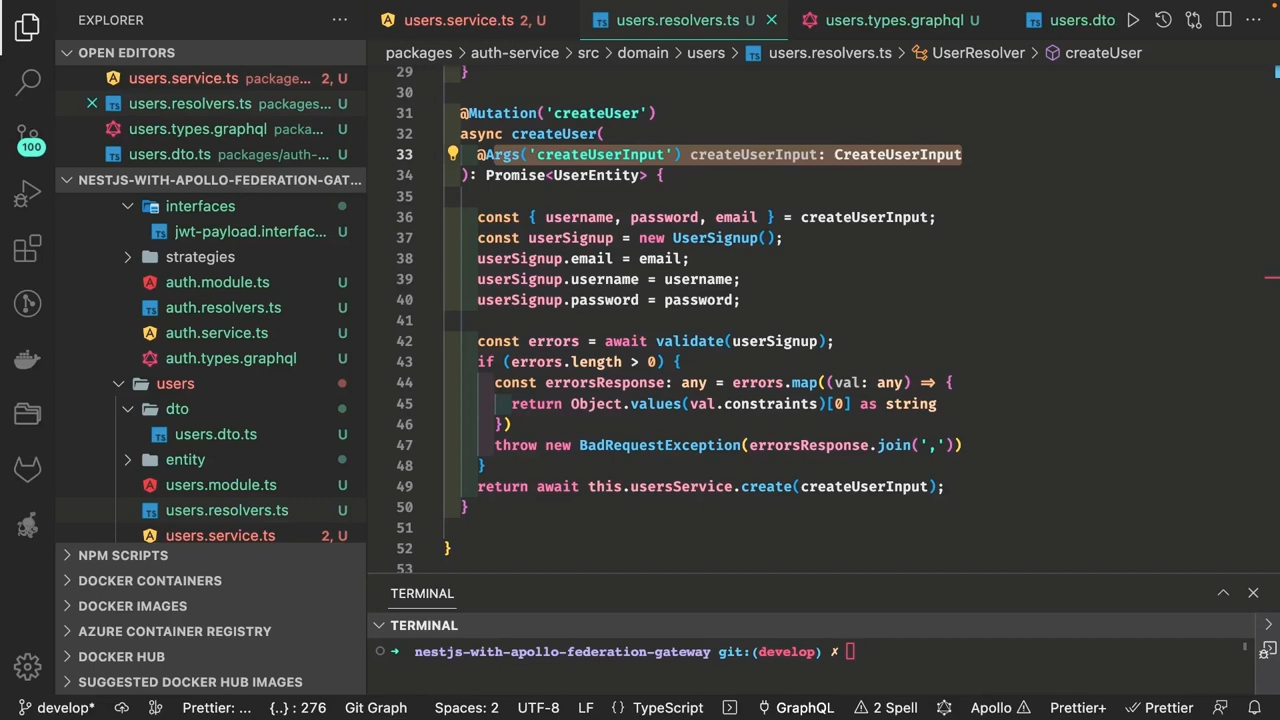 EXPLORER
OPEN EDITORS
users.service.ts packages... 2, U
users.resolvers.ts packages... U
users.types.graphql packa... U
users.dto.ts packages/auth-... U
NESTJS-WITH-APOLLO-FEDERATION-GAT...
interfaces
jwt-payload.interfac... U
strategies
auth.module.ts U
auth.resolvers.ts U
auth.service.ts U
auth.types.graphql U
users
dto
users.dto.ts U
entity
users.module.ts U
users.resolvers.ts U
users.service.ts 2, U
NPM SCRIPTS
DOCKER CONTAINERS
DOCKER IMAGES
AZURE CONTAINER REGISTRY
DOCKER HUB
SUGGESTED DOCKER HUB IMAGES
100
users.service.ts 2, U users.resolvers.ts U users.types.graphql U users.dto
packages > auth-service > src > domain > users > users.resolvers.ts > UserResolver > createUser
29 }
30
31 @Mutation('createUser')
32 async createUser(
33 @Args('createUserInput') createUserInput: CreateUserInput
34 ): Promise<UserEntity> {
35
36 const { username, password, email } = createUserInput;
37 const userSignup = new UserSignup();
38 userSignup.email = email;
39 userSignup.username = username;
40 userSignup.password = password;
41
42 const errors = await validate(userSignup);
43 if (errors.length > 0) {
44 const errorsResponse: any = errors.map((val: any) => {
45 return Object.values(val.constraints)[0] as string
46 })
47 throw new BadRequestException(errorsResponse.join(','))
48 }
49 return await this.usersService.create(createUserInput);
50 }
51
52 }
53
TERMINAL
TERMINAL
→ nestjs-with-apollo-federation-gateway git:(develop) ✗
develop* Prettier: ... {..} : 276 Git Graph Spaces: 2 UTF-8 LF {} TypeScript GraphQL 2 Spell Apollo Prettier+ Prettier